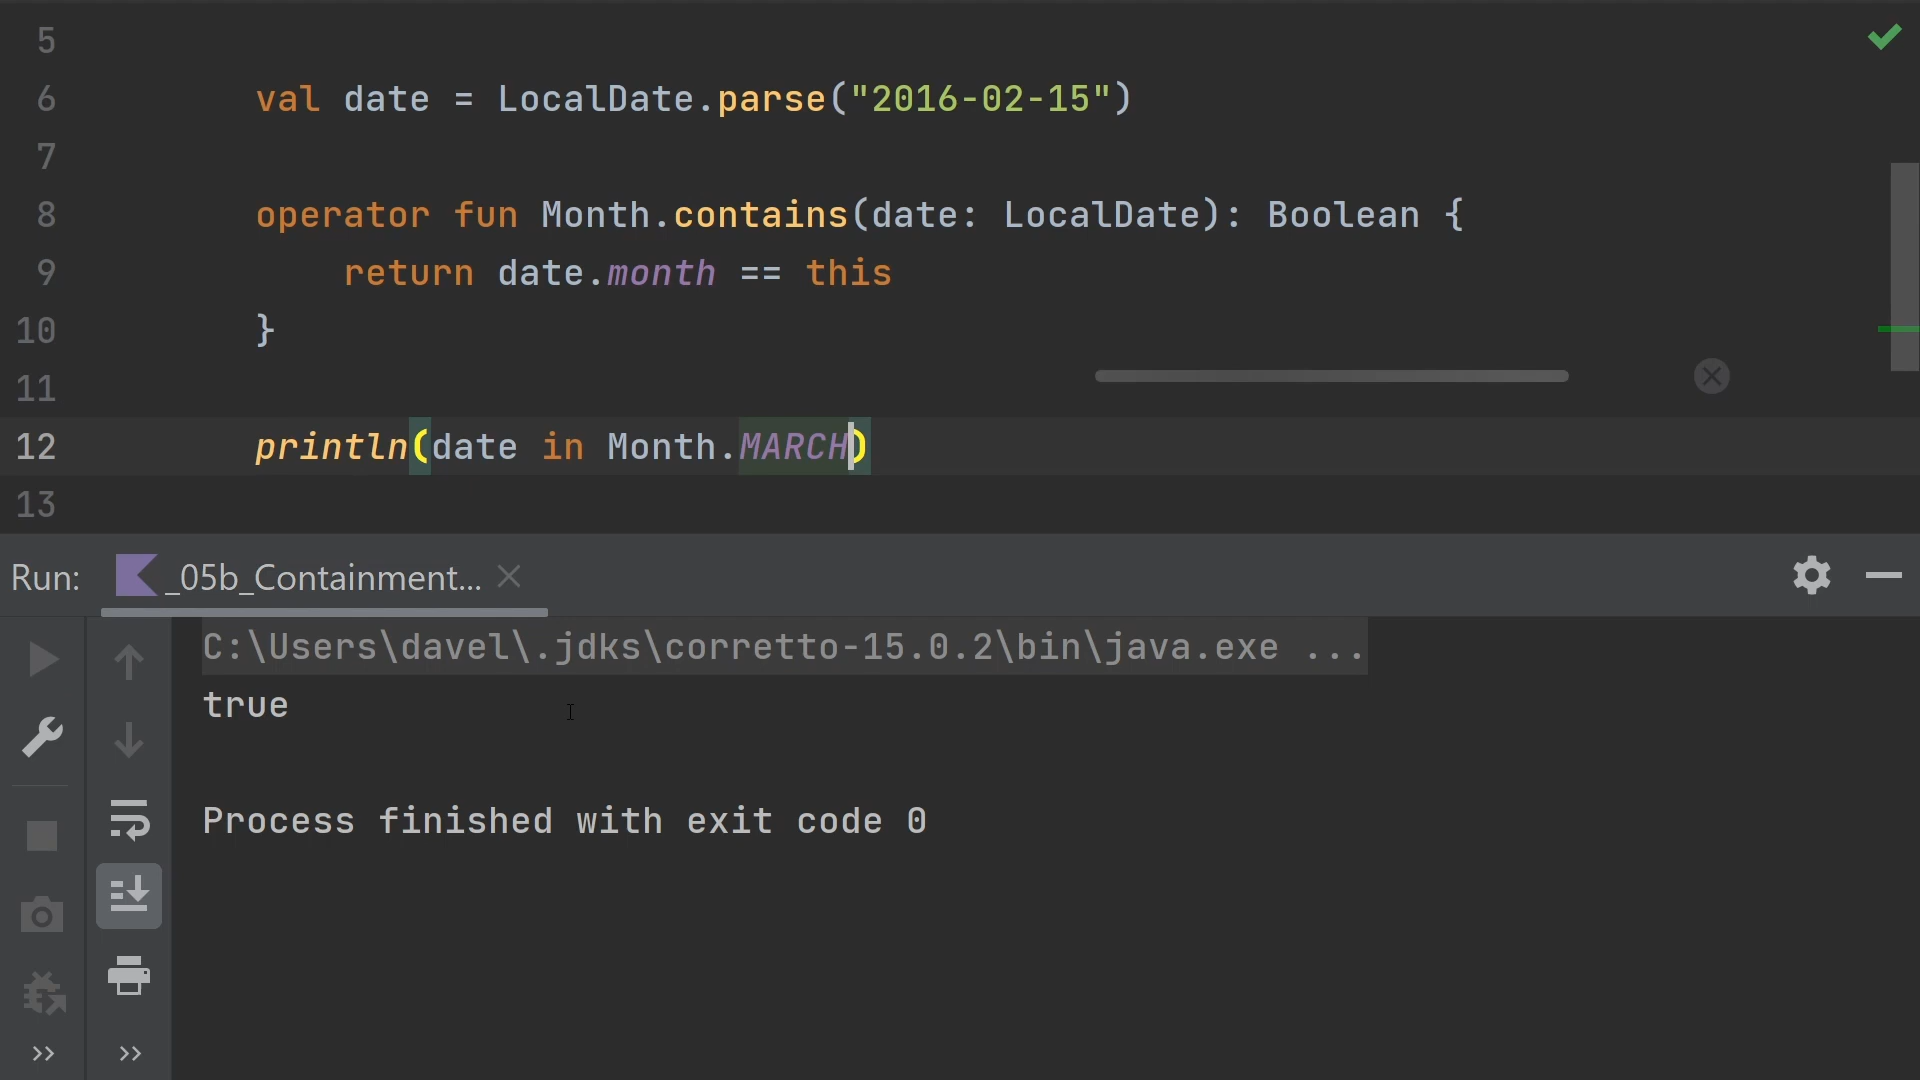 5
6 val date = LocalDate.parse("2016-02-15")
7
8 operator fun Month.contains(date: LocalDate): Boolean {
9 return date.month == this
10 }
11
12 println(date in Month.MARCH)
13
Run: _05b_Containment...
C:\Users\davel\.jdks\corretto-15.0.2\bin\java.exe ...
true
Process finished with exit code 0